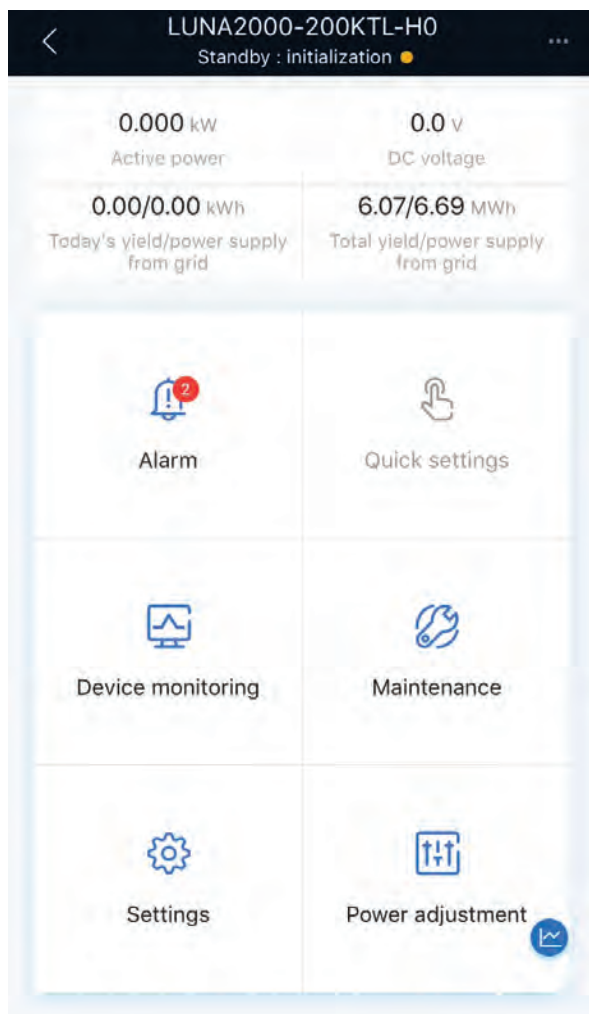 LUNA2000-200KTL-H0
Standby : initialization
0.000 kW
0.0 V
Active power
DC voltage
0.00/0.00 kWh
6.07/6.69 MWh
Today's yield/power supply
from grid
Total yield/power supply
from grid
2
Alarm
Quick settings
Device monitoring
Maintenance
Settings
Power adjustment